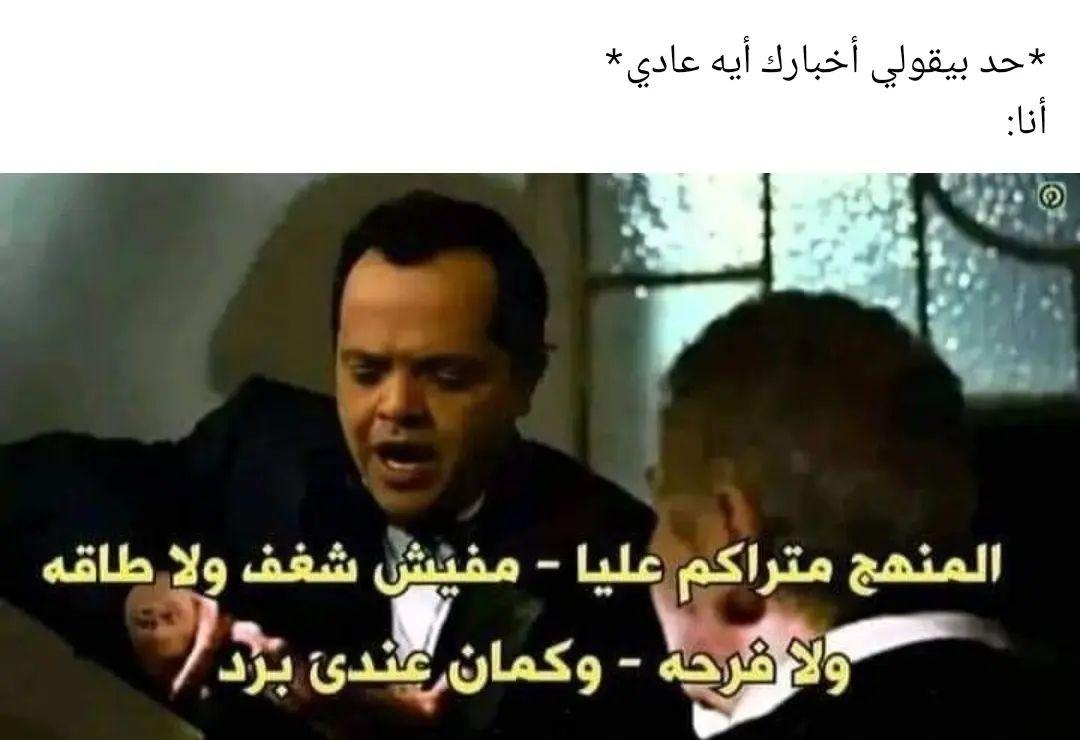 *حد بيقولي أخبارك أيه عادي*
أنا:
المنهج متراكم عليا - مفيش شغف ولا طاقه
ولا فرحه - وكمان عندى برد